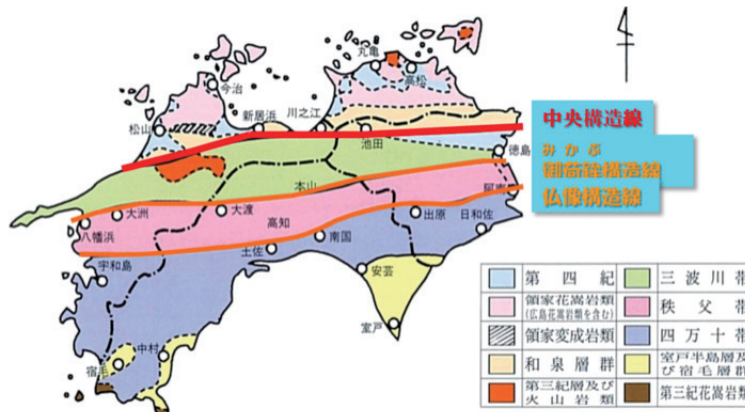 丸亀
高松
今治
新居浜
川之江
松山
池田
徳島
中央構造線
みかぶ
御荷鉾構造線
仏像構造線
本山
阿南
大洲
大渡
高知
出原
日和佐
八幡浜
土佐
南国
宇和島
安芸
室戸
中村
宿毛
第四紀
三波川帯
領家花崗岩類
(広島花崗岩類を含む)
秩父帯
領家変成岩類
四万十帯
和泉層群
室戸半島層及
び宿毛層群
第三紀層及び
火山岩類
第三紀花崗岩類